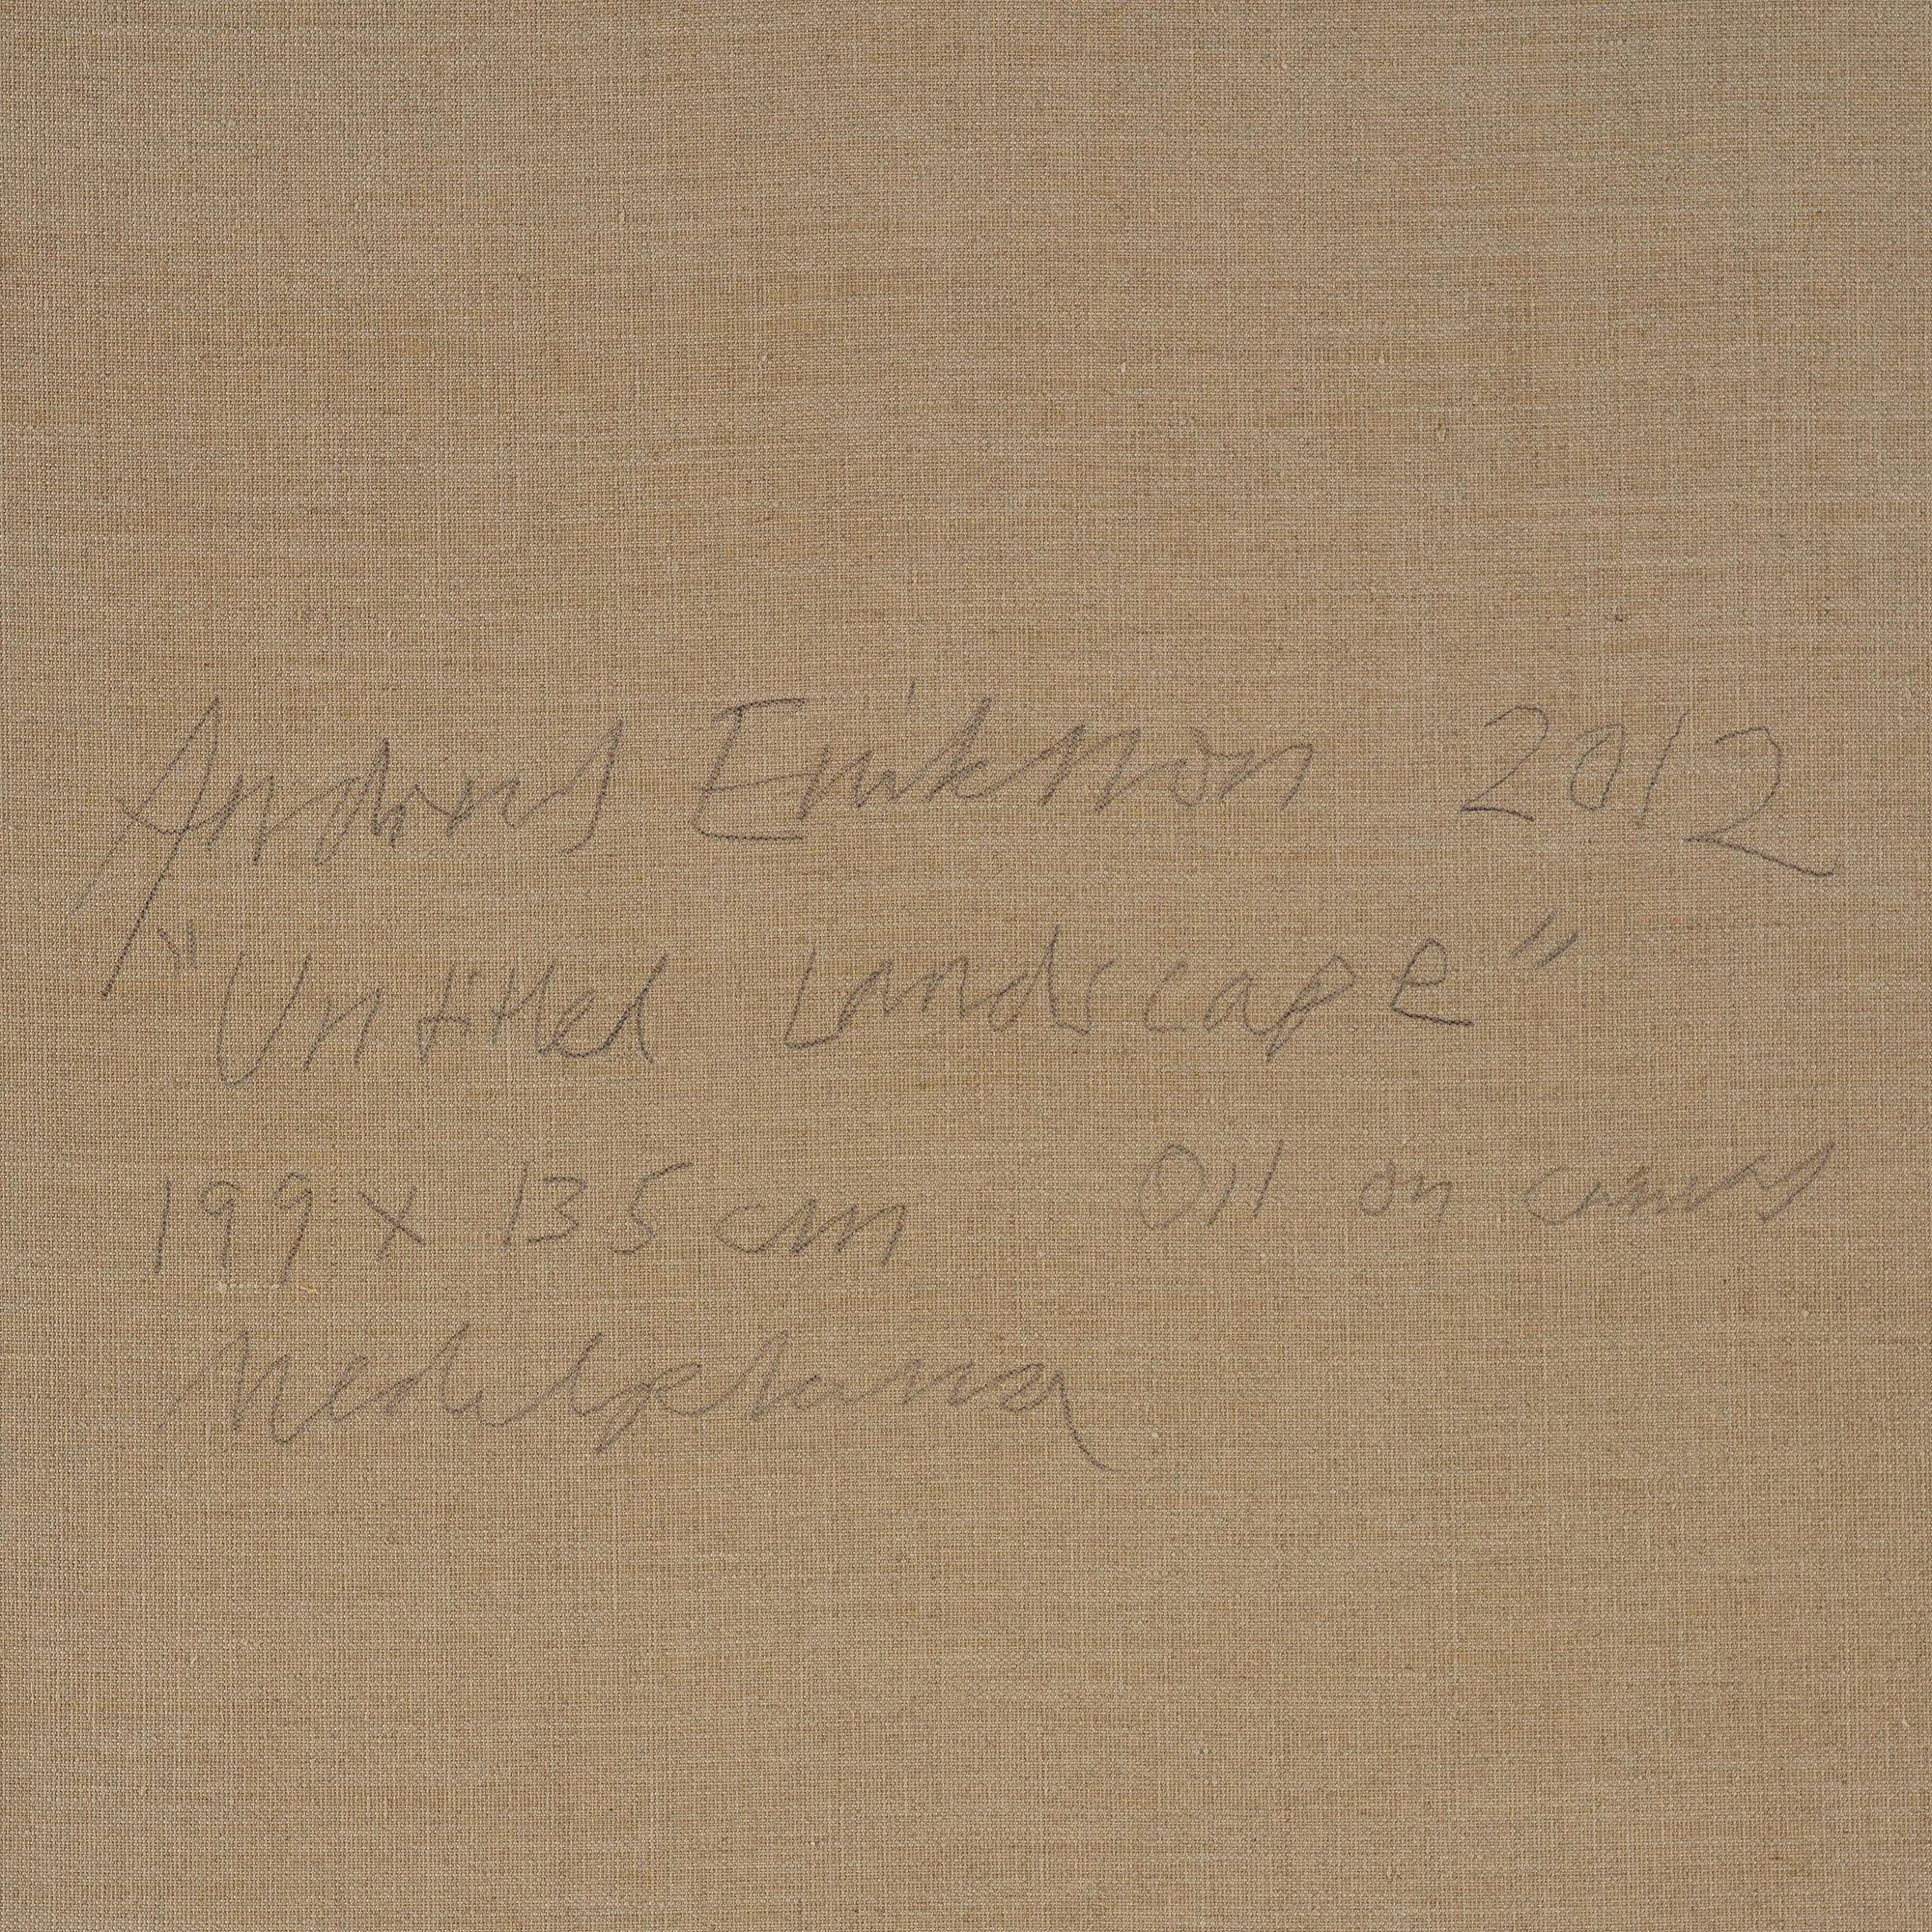 Andreas Eriksson 2012
"Untitled Landscape"
199 x 135 cm Oil on canvas
Medelplana